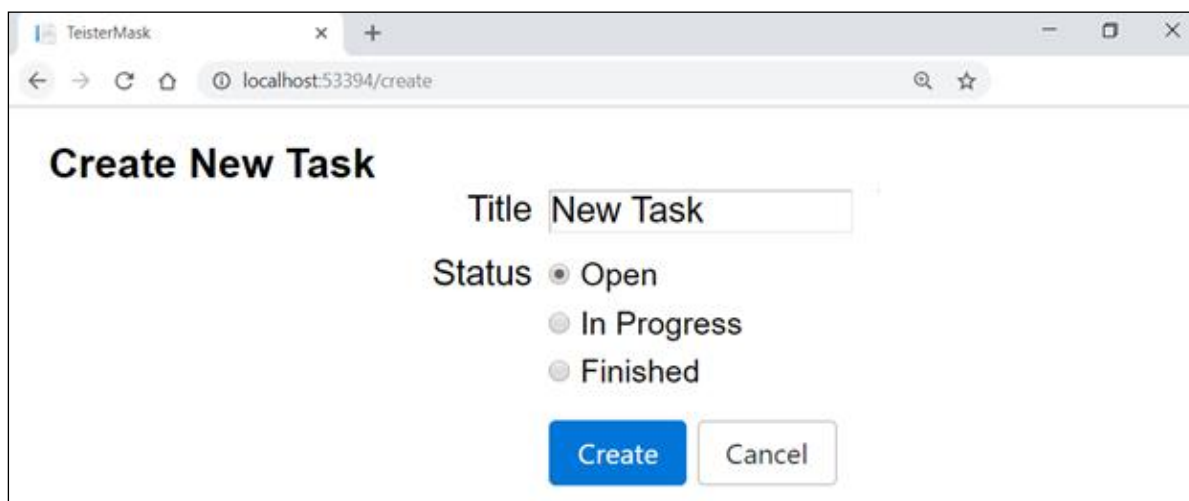 TeisterMask
localhost:53394/create
Create New Task
Title New Task
Status Open
In Progress
Finished
Create Cancel